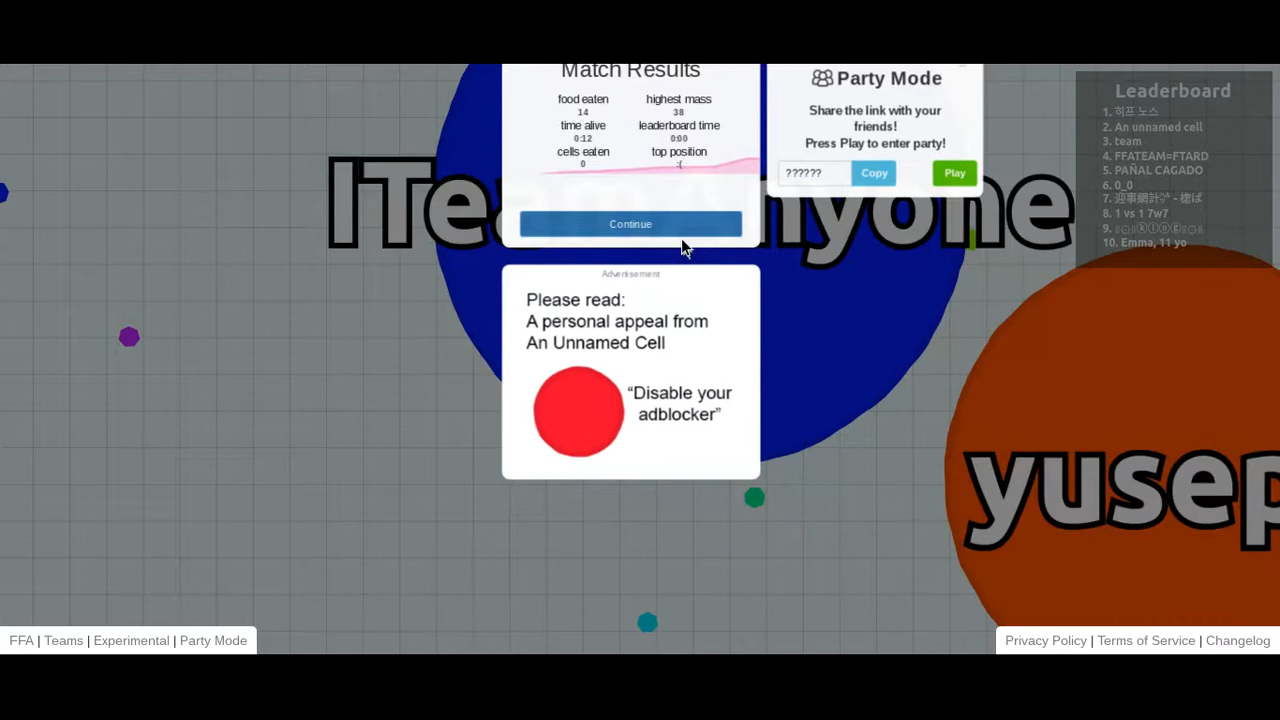 Match Results
food eaten
14
highest mass
38
time alive
0:12
leaderboard time
0:00
cells eaten
0
top position
:(
Continue
Party Mode
Share the link with your
friends!
Press Play to enter party!
??????
Copy
Play
Leaderboard
1. 히프 노스
2. An unnamed cell
3. team
4. FFATEAM=FTARD
5. PAÑAL CAGADO
6. 0_0
7.
8. 1 vs 1 7w7
9.
10. Emma, 11 yo
Advertisement
Please read:
A personal appeal from
An Unnamed Cell
“Disable your
adblocker”
yusep
FFA | Teams | Experimental | Party Mode
Privacy Policy | Terms of Service | Changelog